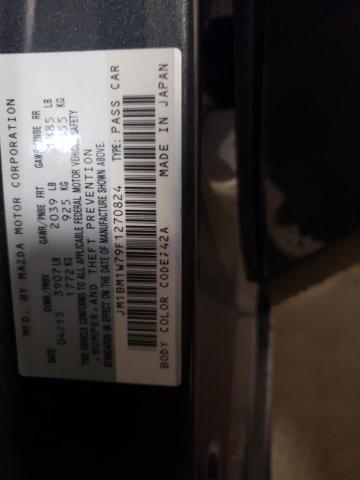 MFD. BY MAZDA MOTOR CORPORATION
GVWR/PNBV GAWR/PNBE FRT GAWR/PNBE RR
DATE 3907 LB 2039 LB 1885 LB
04/15 1772 KG 925 KG KG
THIS VEHICLE CONFORMS TO ALL APPLICABLE FEDERAL MOTOR VEHICLE SAFETY
, BUMPER, AND THEFT PREVENTION
STANDARDS IN EFFECT ON THE DATE OF MANUFACTURE SHOWN ABOVE.
JM1BM1W79F1270824 TYPE: PASS CAR
BODY COLOR CODE; 42A MADE IN JAPAN